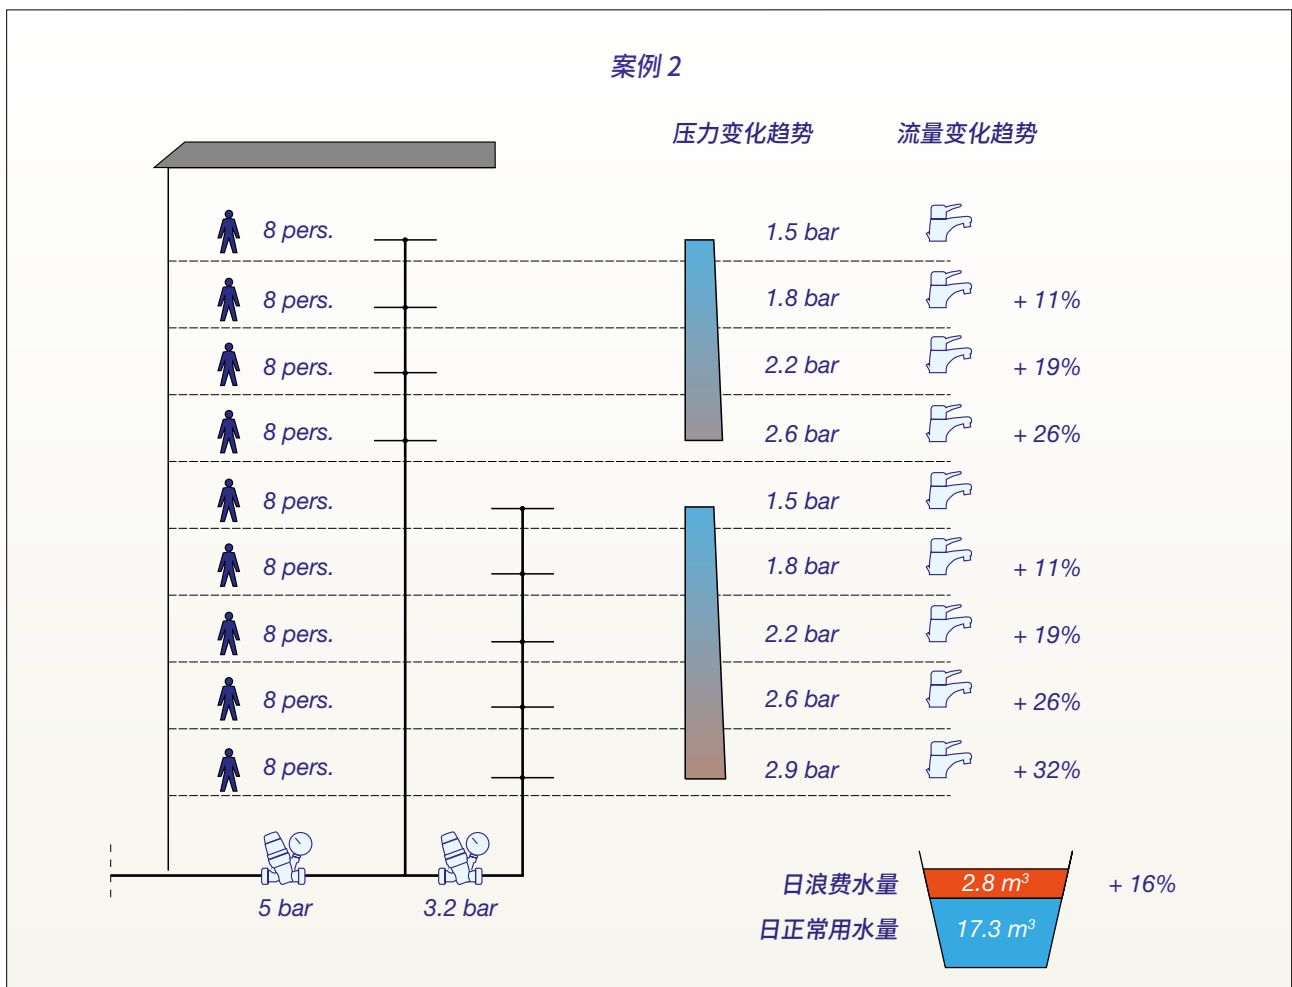 案例 2
压力变化趋势 流量变化趋势
8 pers. 1.5 bar
8 pers. 1.8 bar + 11%
8 pers. 2.2 bar + 19%
8 pers. 2.6 bar + 26%
8 pers. 1.5 bar
8 pers. 1.8 bar + 11%
8 pers. 2.2 bar + 19%
8 pers. 2.6 bar + 26%
8 pers. 2.9 bar + 32%
5 bar 3.2 bar
日浪费水量 2.8 m³ + 16%
日正常用水量 17.3 m³